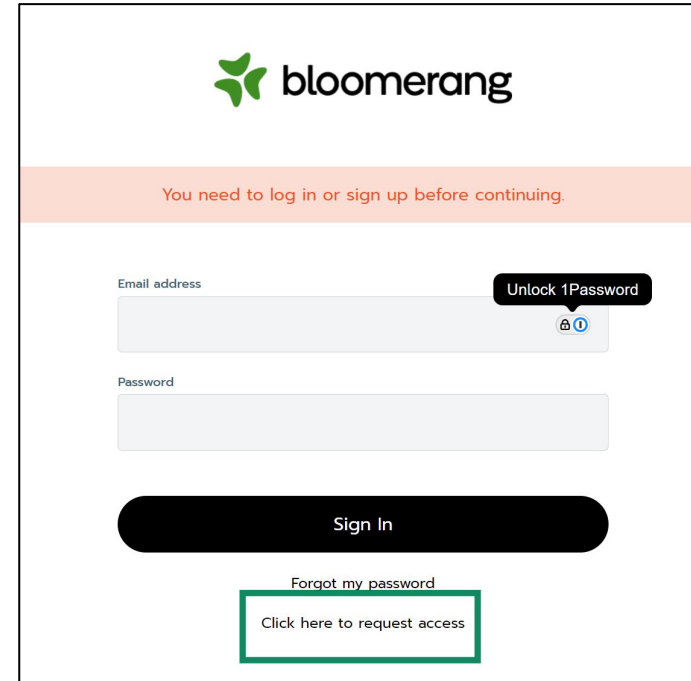 bloomerang
You need to log in or sign up before continuing.
Email address
Unlock 1Password
Password
Sign In
Forgot my password
Click here to request access